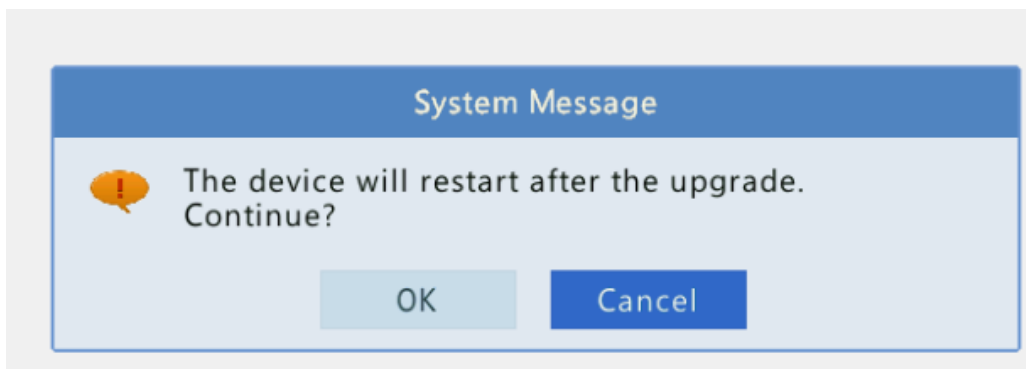 System Message
The device will restart after the upgrade.
Continue?
OK
Cancel